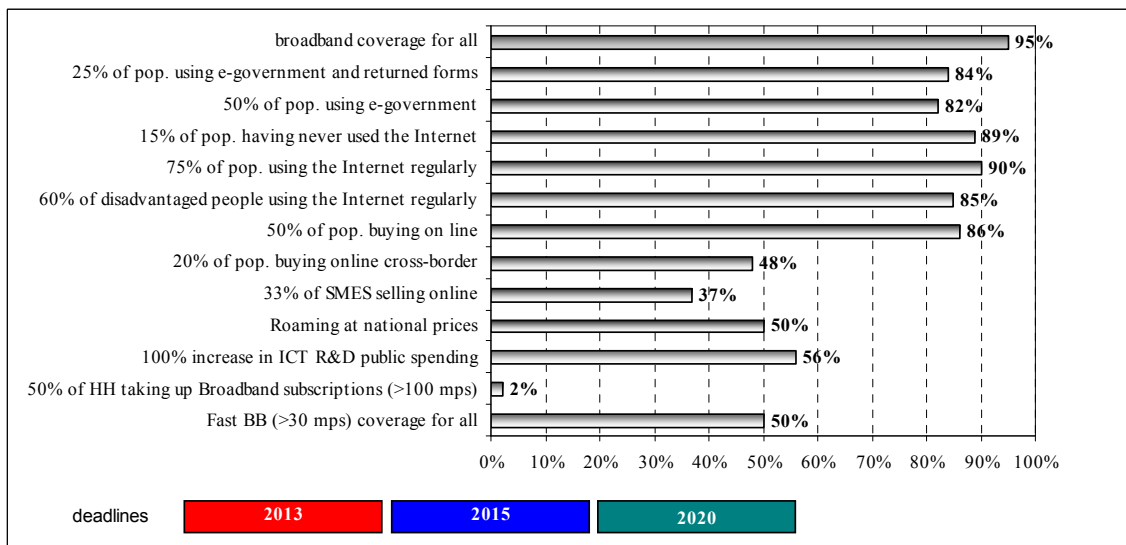 broadband coverage for all 95%
25% of pop. using e-government and returned forms 84%
50% of pop. using e-government 82%
15% of pop. having never used the Internet 89%
75% of pop. using the Internet regularly 90%
60% of disadvantaged people using the Internet regularly 85%
50% of pop. buying on line 86%
20% of pop. buying online cross-border 48%
33% of SMES selling online 37%
Roaming at national prices 50%
100% increase in ICT R&D public spending 56%
50% of HH taking up Broadband subscriptions (>100 mps) 2%
Fast BB (>30 mps) coverage for all 50%
0% 10% 20% 30% 40% 50% 60% 70% 80% 90% 100%
deadlines 2013 2015 2020